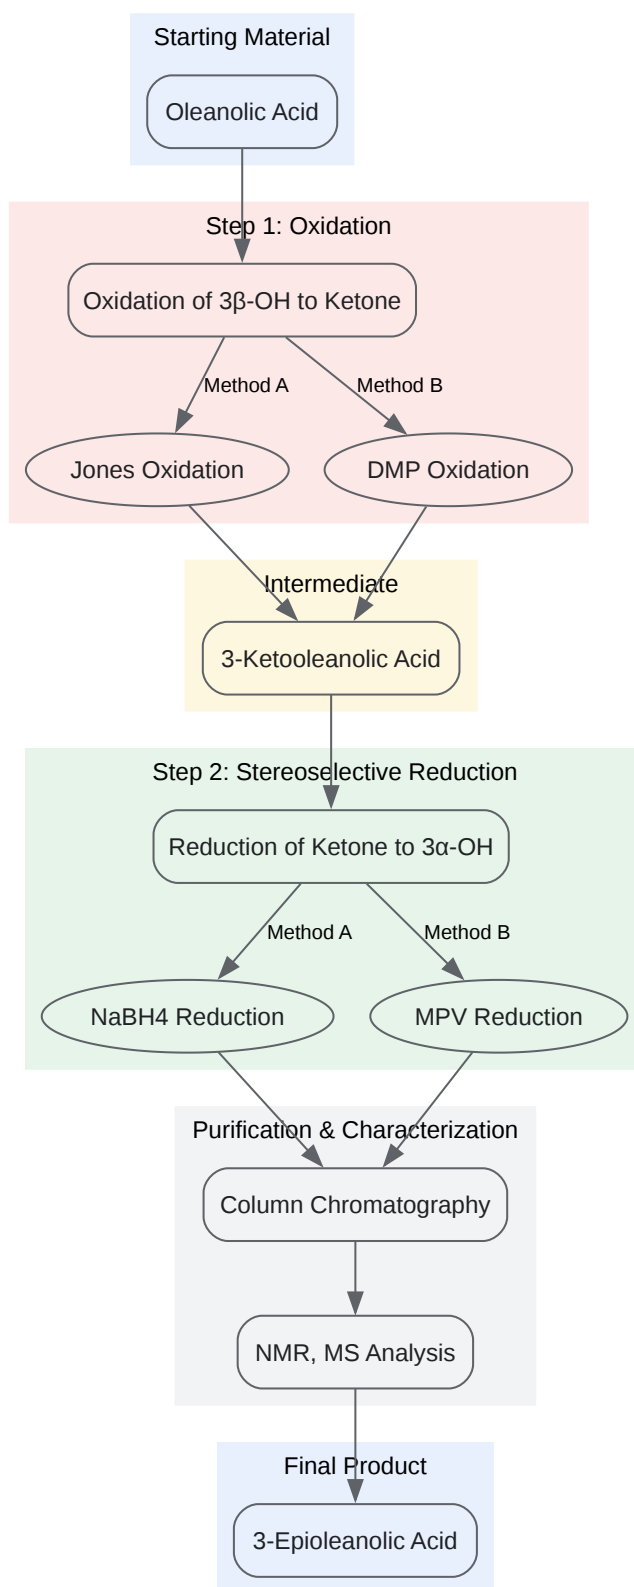 Starting Material
Oleanolic Acid
Step 1: Oxidation
Oxidation of 3β-OH to Ketone
Method A
Method B
Jones Oxidation
DMP Oxidation
Intermediate
3-Ketooleanolic Acid
Step 2: Stereoselective Reduction
Reduction of Ketone to 3α-OH
Method A
Method B
NaBH4 Reduction
MPV Reduction
Purification & Characterization
Column Chromatography
NMR, MS Analysis
Final Product
3-Epioleanolic Acid